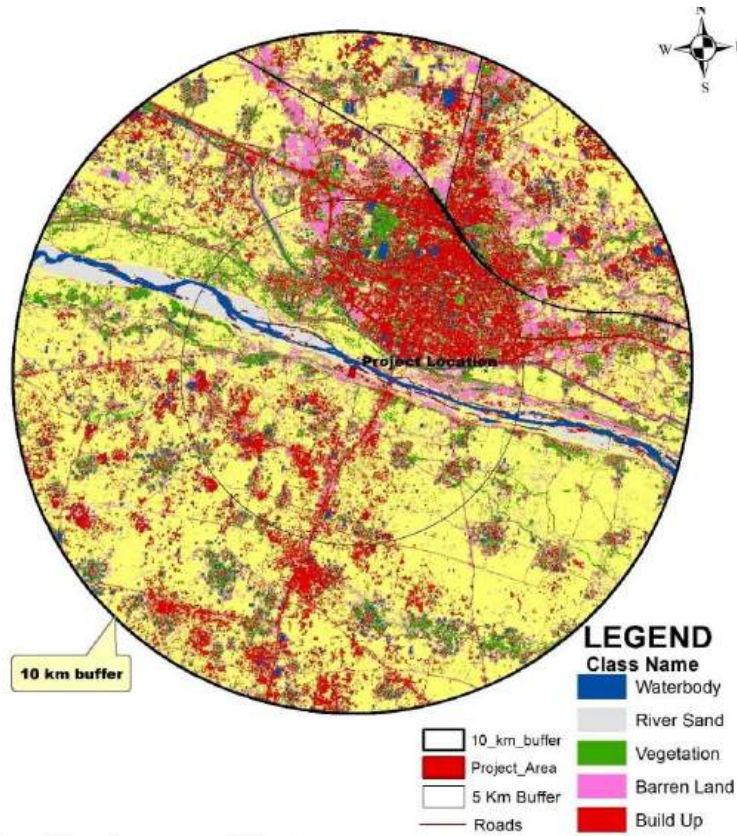 N
W
S
Project Location
10 km buffer
LEGEND
Class Name
Waterbody
River Sand
Vegetation
Barren Land
Build Up
10_km_buffer
Project_Area
5 Km Buffer
Roads